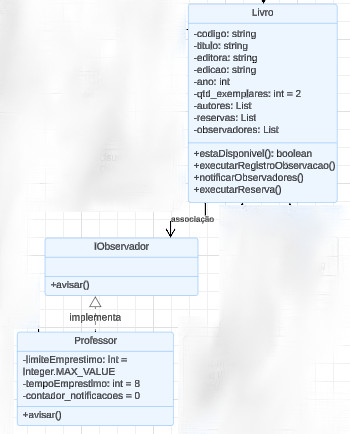 Livro
-codigo: string
-titulo: string
-editora: string
-edicao: string
-ano: int
-qtd_exemplares: int = 2
-autores: List
-reservas: List
-observadores: List
+estaDisponivel(): boolean
+executarRegistroObservacao()
+notificarObservadores()
+executarReserva()
associação
IObservador
+avisar()
implementa
Professor
-limiteEmprestimo: int =
Integer.MAX_VALUE
-tempoEmprestimo: int = 8
-contador_notificacoes = 0
+avisar()